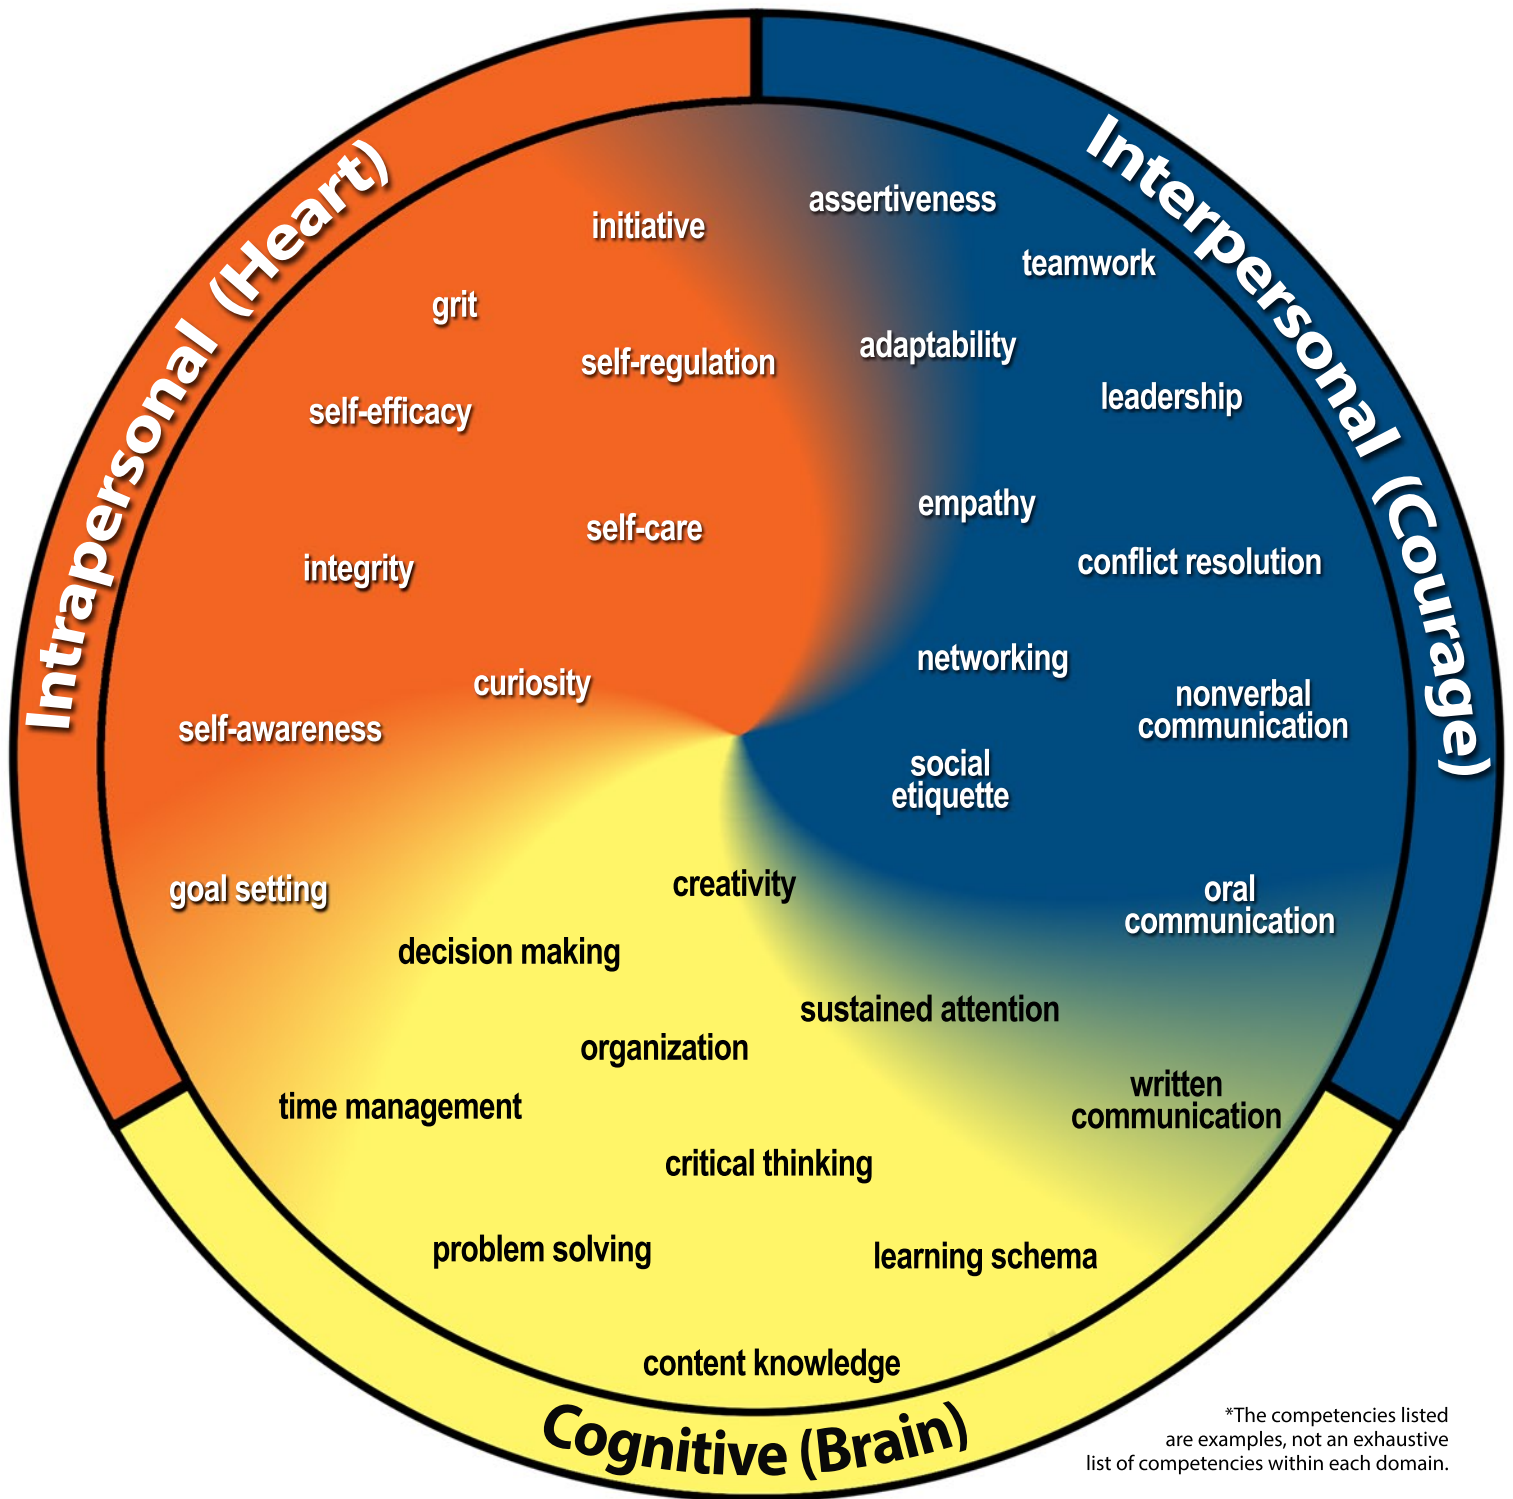 Intrapersonal (Heart)
initiative
grit
self-regulation
self-efficacy
self-care
integrity
curiosity
self-awareness
goal setting
Interpersonal (Courage)
assertiveness
teamwork
adaptability
leadership
empathy
conflict resolution
networking
nonverbal
communication
social
etiquette
oral
communication
creativity
decision making
sustained attention
organization
written
communication
time management
critical thinking
problem solving
learning schema
content knowledge
Cognitive (Brain)
*The competencies listed
are examples, not an exhaustive
list of competencies within each domain.